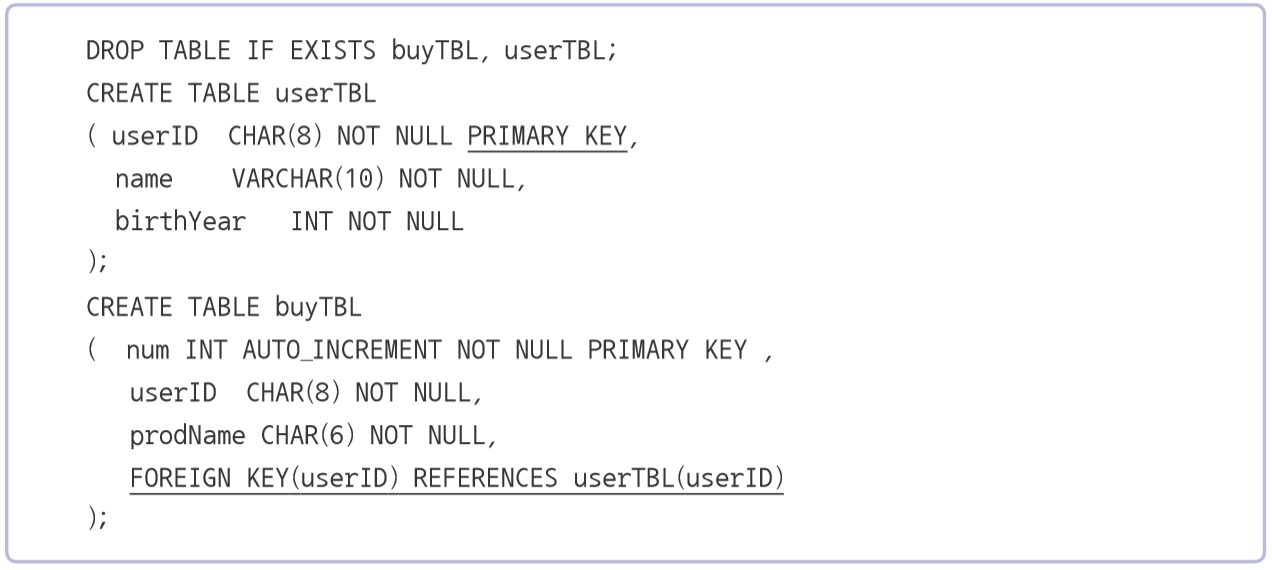 DROP TABLE IF EXISTS buyTBL, userTBL;
CREATE TABLE userTBL
( userID  CHAR(8) NOT NULL PRIMARY KEY,
  name    VARCHAR(10) NOT NULL,
  birthYear   INT NOT NULL
);
CREATE TABLE buyTBL
(  num INT AUTO_INCREMENT NOT NULL PRIMARY KEY ,
   userID  CHAR(8) NOT NULL,
   prodName CHAR(6) NOT NULL,
   FOREIGN KEY(userID) REFERENCES userTBL(userID)
);